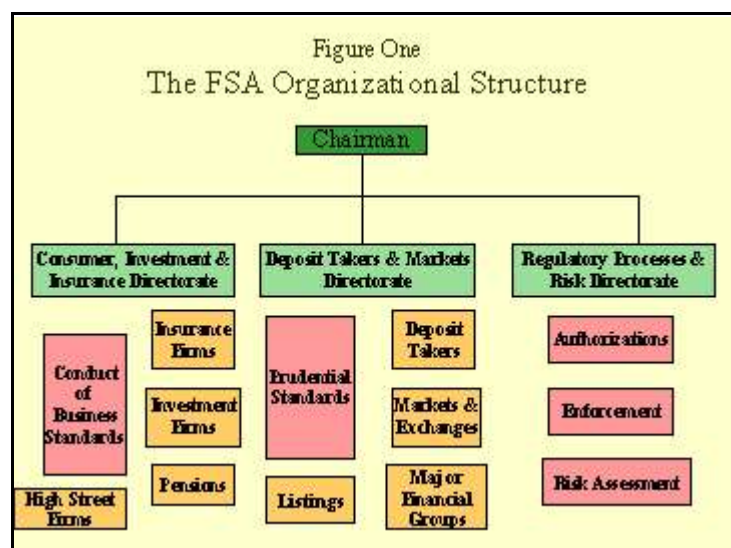 Figure One
The FSA Organizational Structure
Chairman
Consumer, Investment &
Insurance Directorate
Deposit Takers & Markets
Directorate
Regulatory Processes &
Risk Directorate
Conduct
of
Business
Standards
Insurance
Firms
Investment
Firms
Pensions
High Street
Firms
Prudential
Standards
Listings
Deposit
Takers
Markets &
Exchanges
Major
Financial
Groups
Authorizations
Enforcement
Risk Assessment